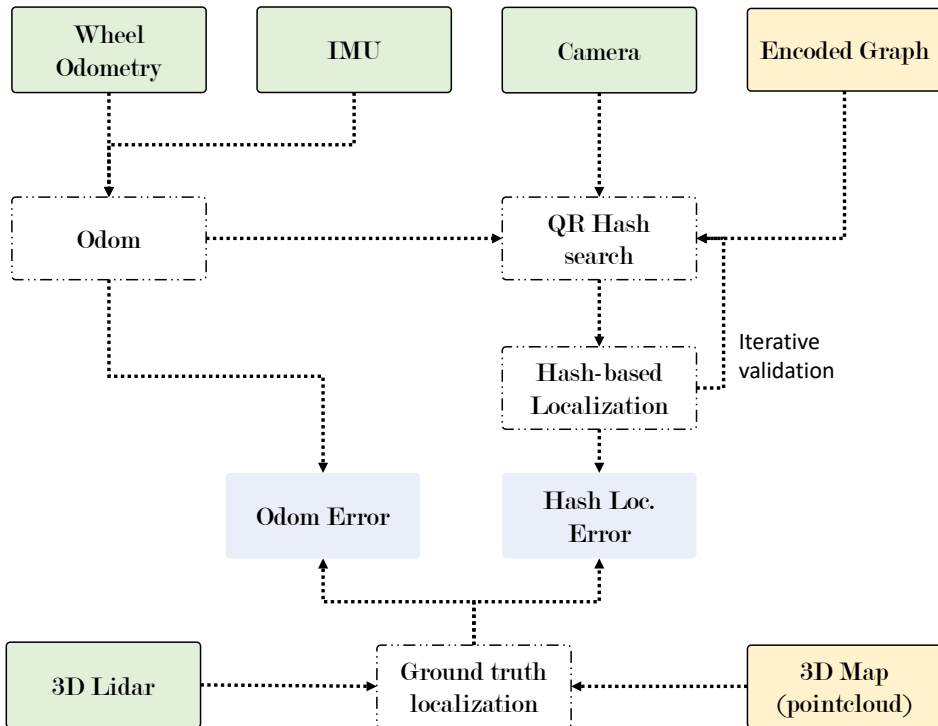 Wheel
Odometry
IMU
Camera
Encoded Graph
Odom
QR Hash
search
Iterative
validation
Hash-based
Localization
Odom Error
Hash Loc.
Error
3D Lidar
Ground truth
localization
3D Map
(pointcloud)